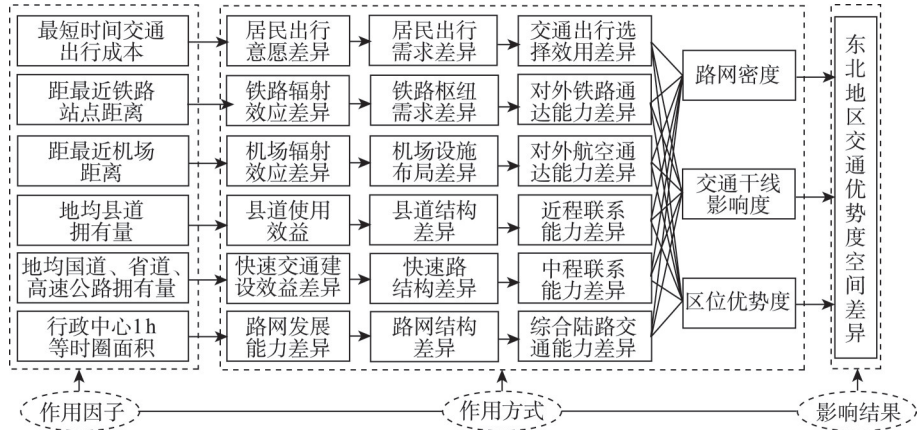 最短时间交通
出行成本
居民出行
意愿差异
居民出行
需求差异
交通出行选
择效用差异
距最近铁路
站点距离
铁路辐射
效应差异
铁路枢纽
需求差异
对外铁路通
达能力差异
距最近机场
距离
机场辐射
效应差异
机场设施
布局差异
对外航空通
达能力差异
地均县道
拥有量
县道使用
效益
县道结构
差异
近程联系
能力差异
地均国道、省道、
高速公路拥有量
快速交通建
设效益差异
快速路
结构差异
中程联系
能力差异
行政中心1h
等时圈面积
路网发展
能力差异
路网结构
差异
综合陆路交
通能力差异
路网密度
交通干线
影响度
区位优势度
东北地区交通优势度空间差异
作用因子
作用方式
影响结果